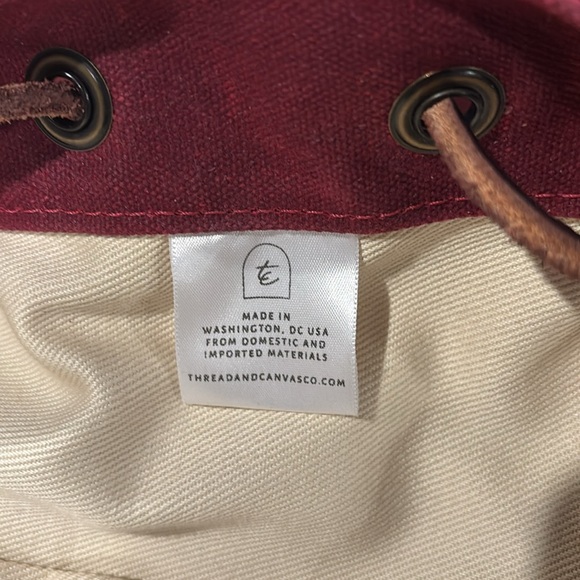 tc
MADE IN
WASHINGTON, DC USA
FROM DOMESTIC AND
IMPORTED MATERIALS
THREADANDCANVASCO.COM